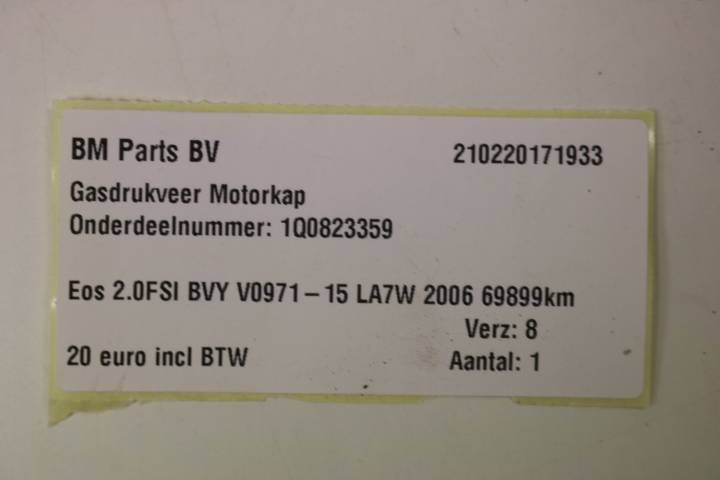 BM Parts BV 210220171933
Gasdrukveer Motorkap
Onderdeelnummer: 1Q0823359
Eos 2.0FSI BVY V0971-15 LA7W 2006 69899km
Verz: 8
20 euro incl BTW Aantal: 1